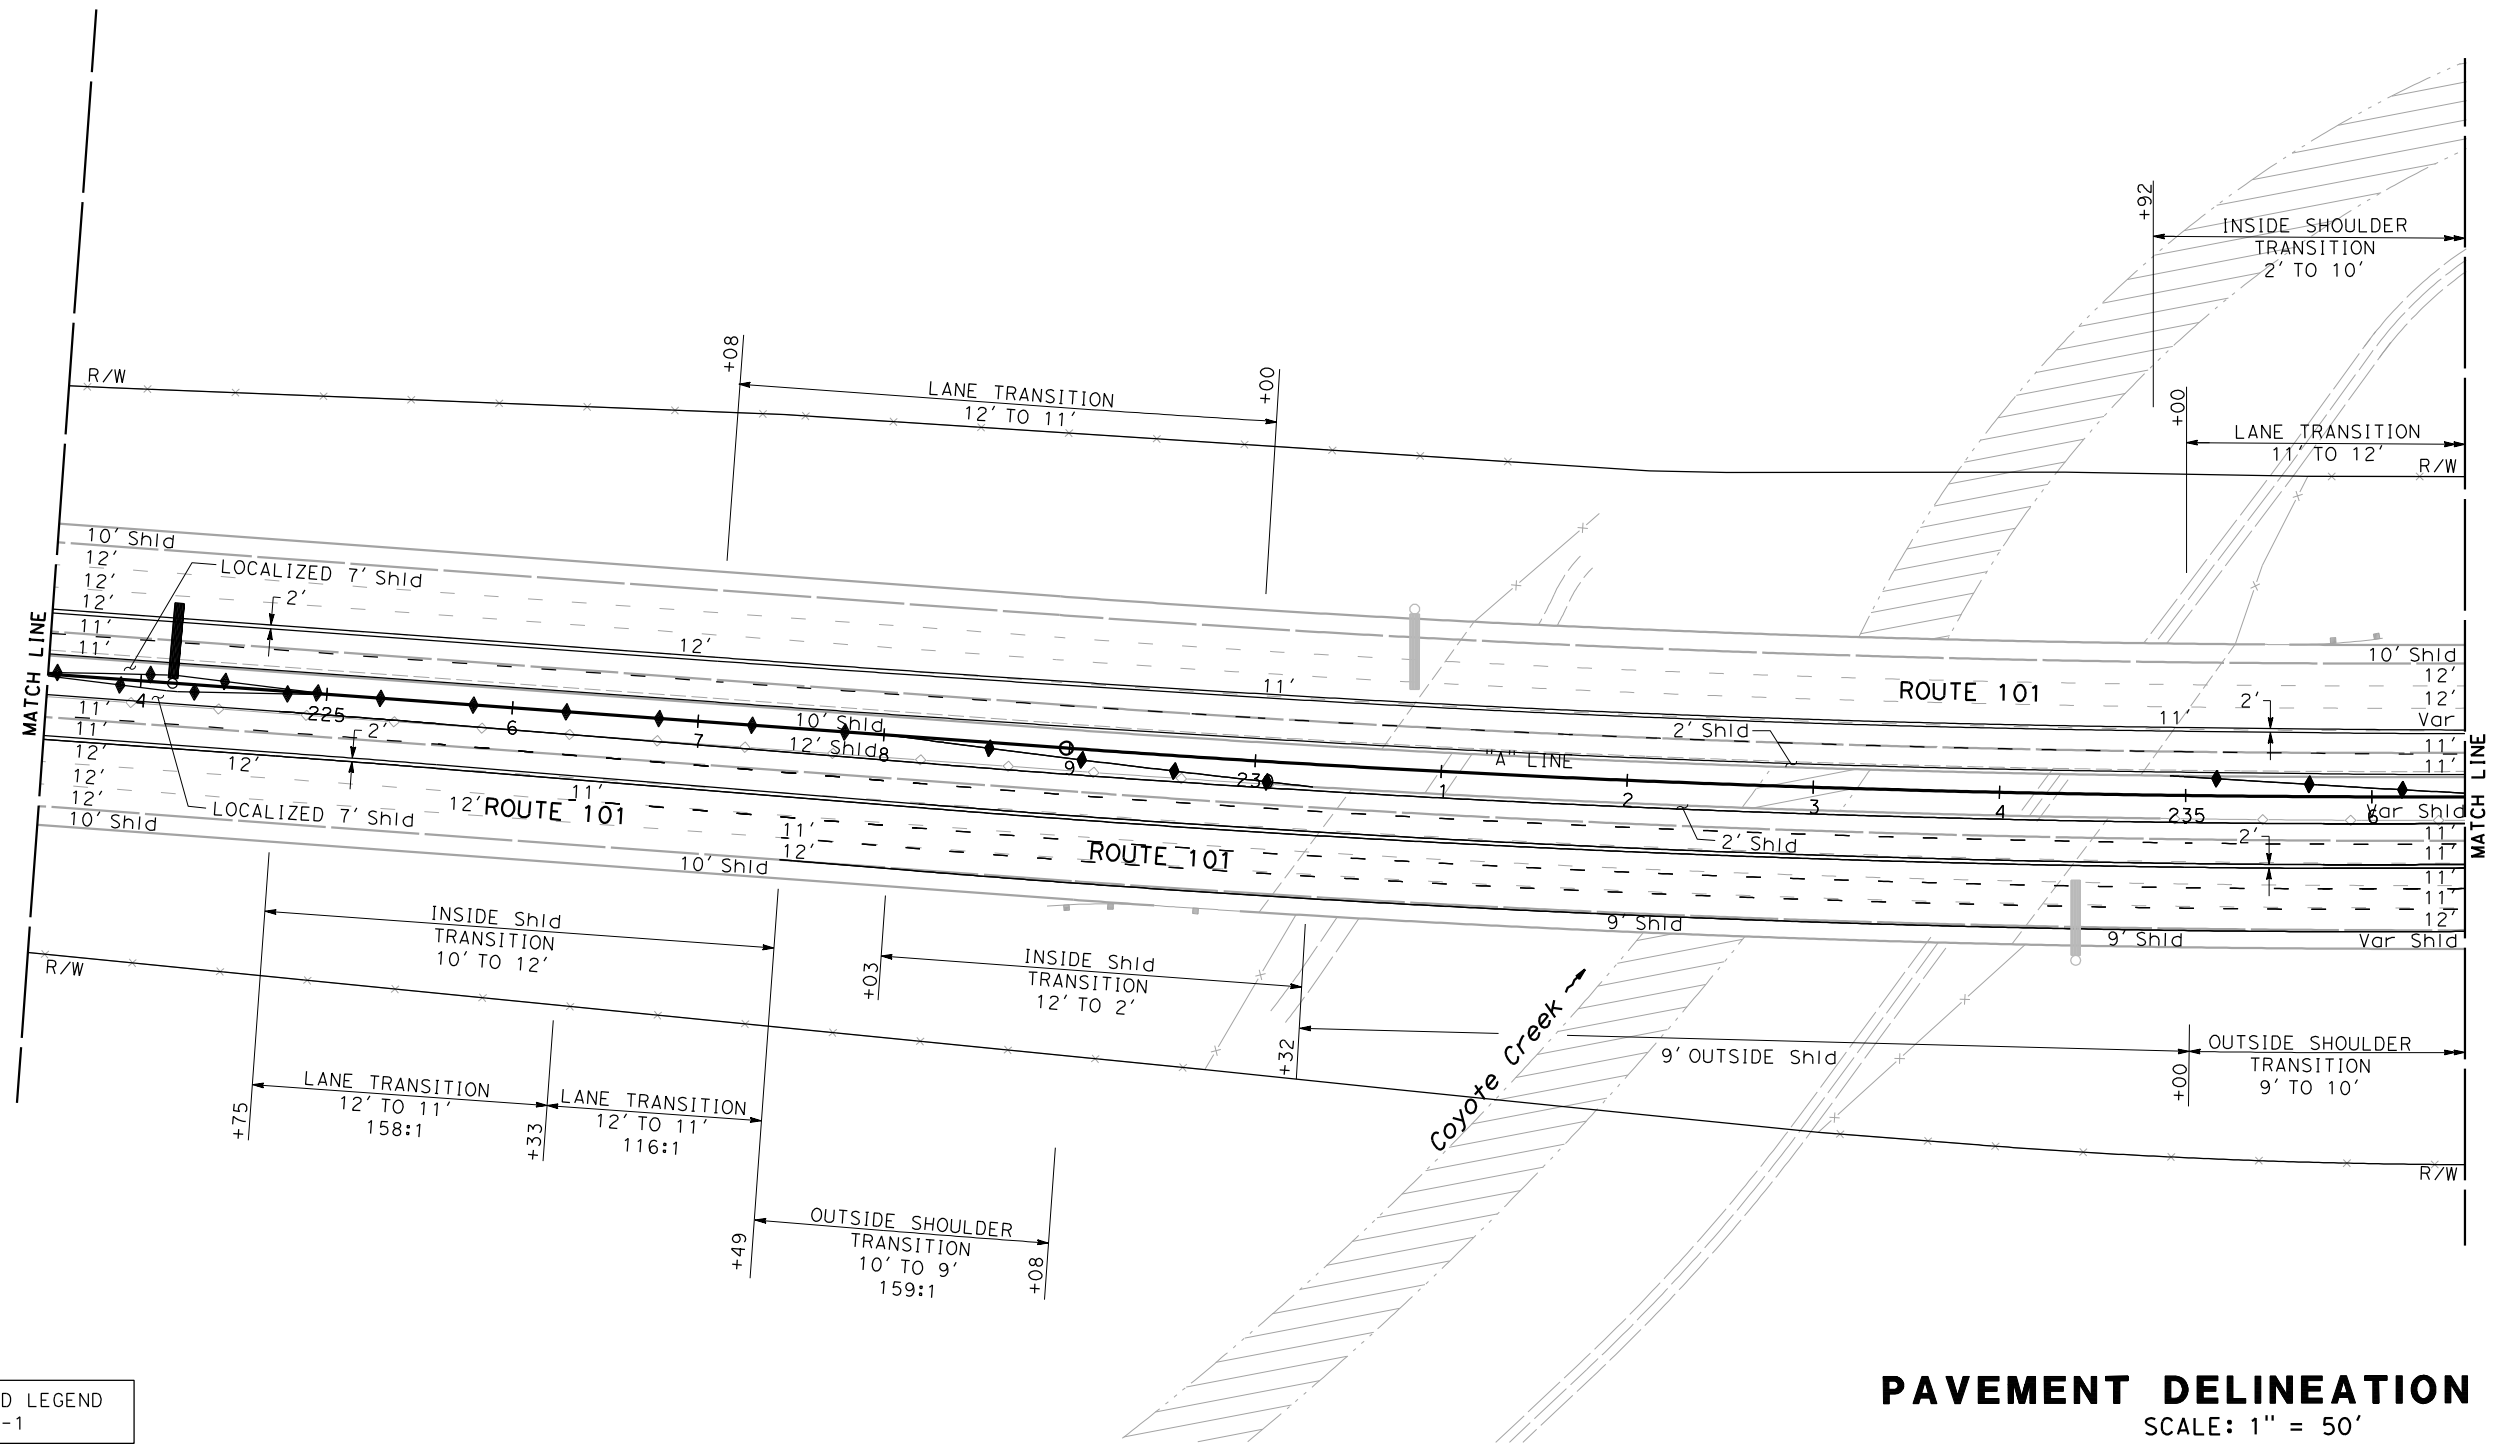 +92
INSIDE SHOULDER
TRANSITION
2' TO 10'
+08
LANE TRANSITION
12' TO 11'
+00
+00
LANE TRANSITION
11' TO 12'
R/W
R/W
10' Shld
12'
12'
12'
LOCALIZED 7' Shld
2'
11'
11'
12'
11'
10' Shld
12' Shld
2' Shld
"A" LINE
ROUTE 101
11'
2'
10' Shld
12'
12'
Var
11'
11'
MATCH LINE
MATCH LINE
4
225
6
7
8
9
1
2
3
4
235
6
Var Shld
11'
11'
12'
12'
12'
10' Shld
2'
12'
LOCALIZED 7' Shld
12'
ROUTE 101
11'
11'
12'
10' Shld
ROUTE 101
2' Shld
2'
11'
11'
11'
11'
12'
9' Shld
9' Shld
Var Shld
R/W
INSIDE Shld
TRANSITION
10' TO 12'
+03
INSIDE Shld
TRANSITION
12' TO 2'
+32
Coyote Creek
9' OUTSIDE Shld
+00
OUTSIDE SHOULDER
TRANSITION
9' TO 10'
+75
LANE TRANSITION
12' TO 11'
158:1
+33
LANE TRANSITION
12' TO 11'
116:1
R/W
+49
OUTSIDE SHOULDER
TRANSITION
10' TO 9'
159:1
+08
D LEGEND
-1
PAVEMENT DELINEATION
SCALE: 1" = 50'